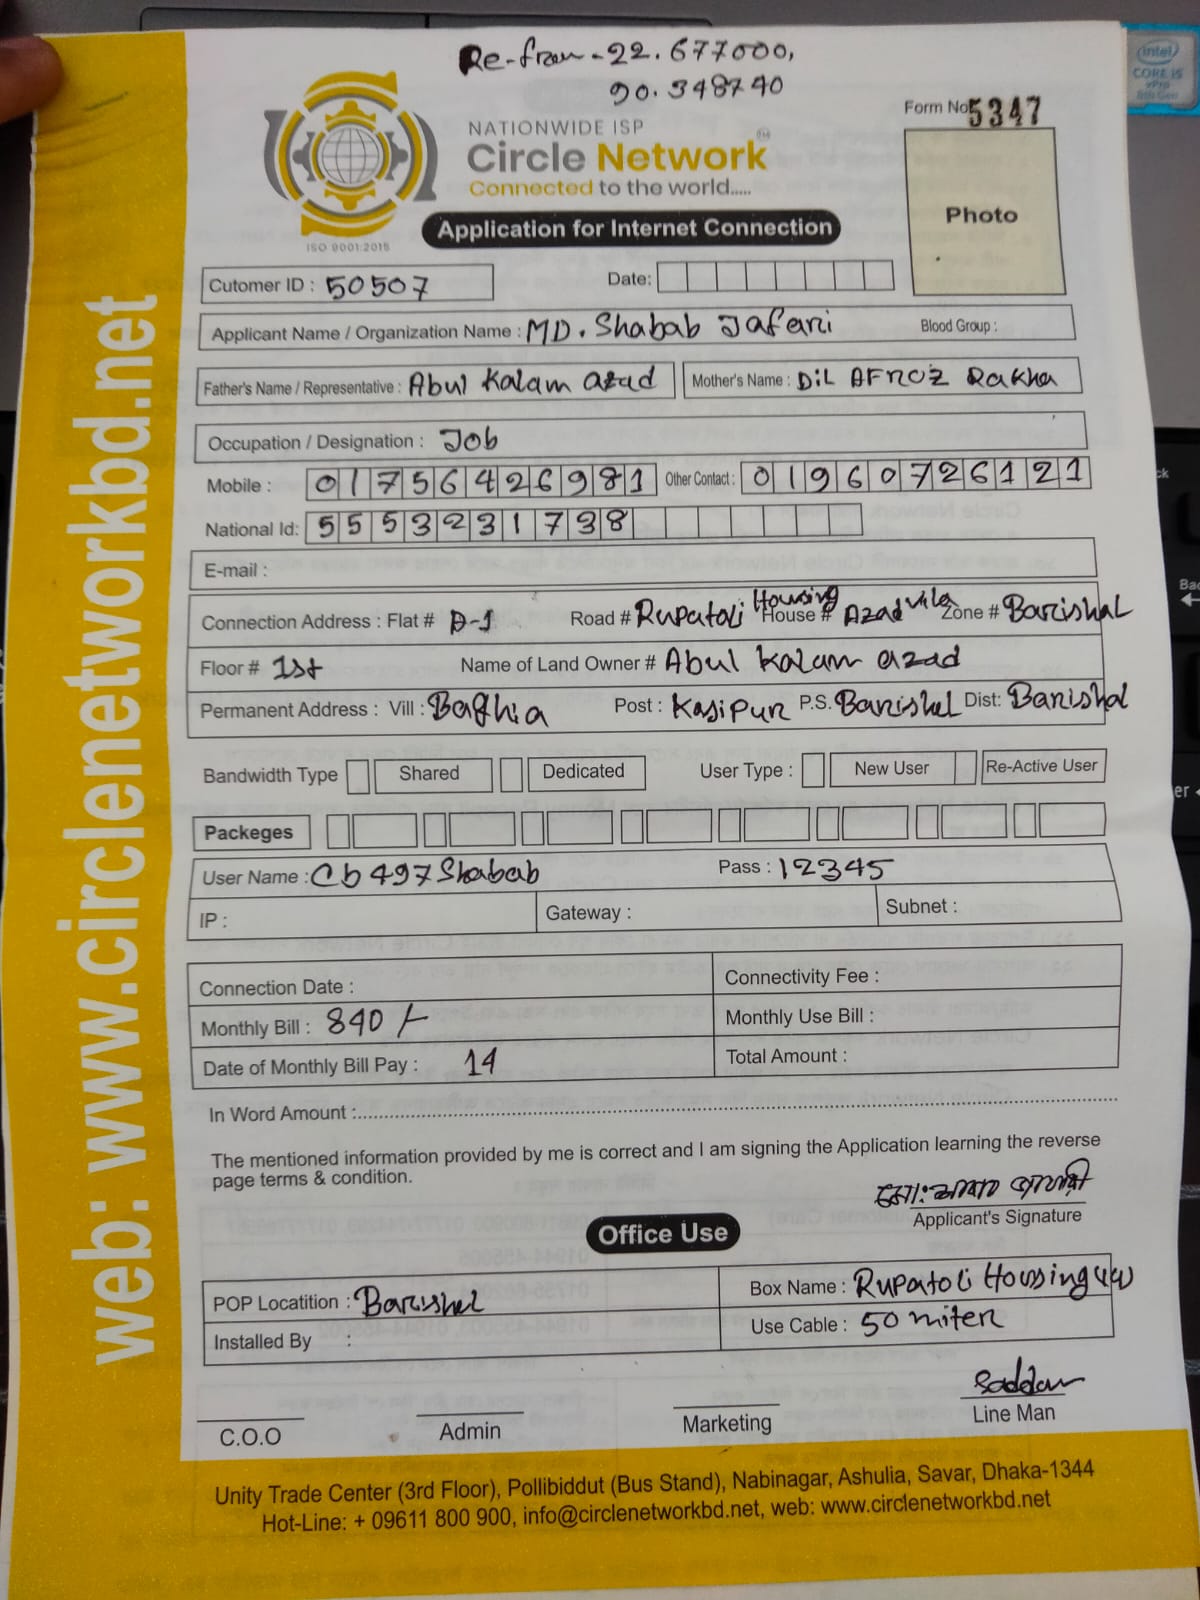 Re-fran - 22.677000,
90.348740
NATIONWIDE ISP
Circle Network
Connected to the world.....
ISO 9001:2015
Form No 5347
Photo
Application for Internet Connection
Cutomer ID : 50507 Date:
Applicant Name / Organization Name : MD. Shabab Jafari Blood Group :
Father's Name / Representative : Abul Kalam azad Mother's Name : DiL AFROZ Rakha
Occupation / Designation : Job
Mobile : 01756426981 Other Contact : 01960726121
National Id: 5553231738
E-mail :
Connection Address : Flat # A-1 Road # Rupatoli Housing House # Azad Vila Zone # Barishal
Floor # 1st Name of Land Owner # Abul Kalam azad
Permanent Address : Vill : Baghia Post : Kasipur P.S. Barishal Dist: Barishal
Bandwidth Type Shared Dedicated User Type : New User Re-Active User
Packeges
User Name : Cb497Shabab Pass : 12345
IP : Gateway : Subnet :
Connection Date : Connectivity Fee :
Monthly Bill : 840/- Monthly Use Bill :
Date of Monthly Bill Pay : 14 Total Amount :
In Word Amount :
The mentioned information provided by me is correct and I am signing the Application learning the reverse
page terms & condition.
Applicant's Signature
Office Use
POP Locatition : Barishal Box Name : Rupatoli Housing
Installed By : Use Cable : 50 miter
Saddam
C.O.O Admin Marketing Line Man
Unity Trade Center (3rd Floor), Pollibiddut (Bus Stand), Nabinagar, Ashulia, Savar, Dhaka-1344
Hot-Line: + 09611 800 900, info@circlenetworkbd.net, web: www.circlenetworkbd.net
web: www.circlenetworkbd.net
intel
CORE i5
vPro
8th Gen